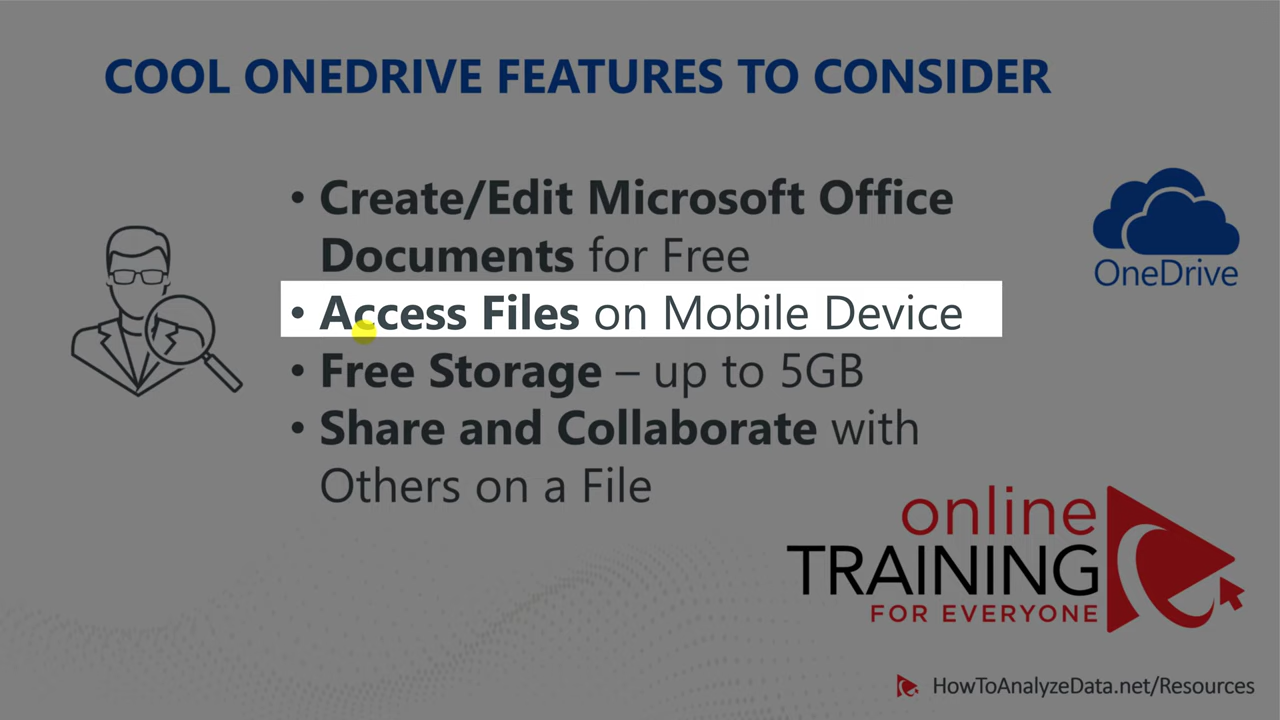 COOL ONEDRIVE FEATURES TO CONSIDER
• Create/Edit Microsoft Office
Documents for Free
• Access Files on Mobile Device
• Free Storage – up to 5GB
• Share and Collaborate with
Others on a File
OneDrive
online
TRAINING
FOR EVERYONE
HowToAnalyzeData.net/Resources